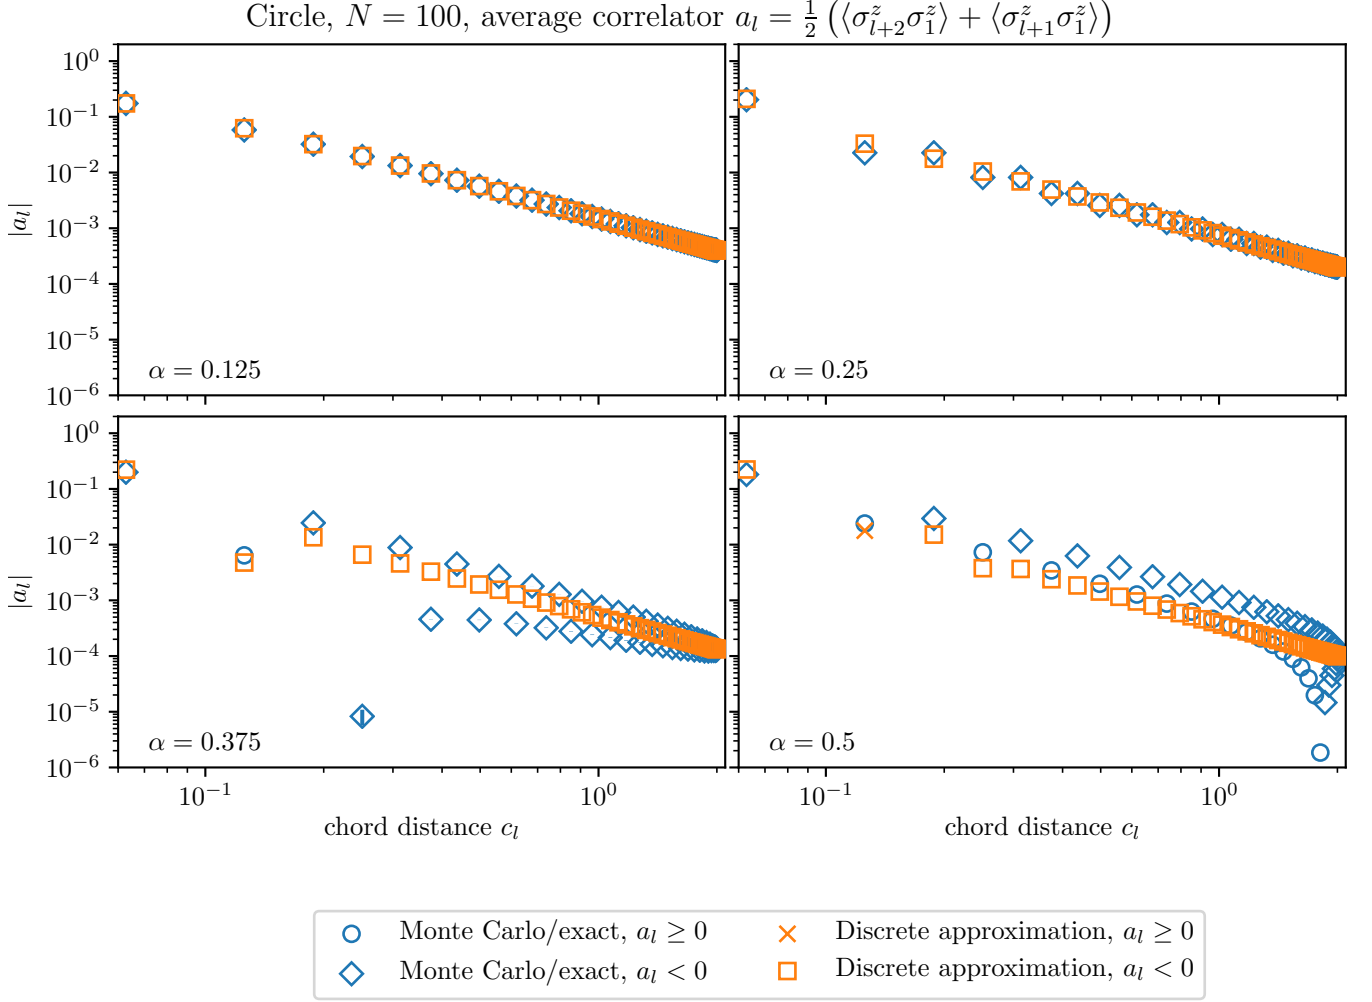 Circle, N = 100, average correlator a_l = 1/2 (⟨σ^z_{l+2} σ^z_1⟩ + ⟨σ^z_{l+1} σ^z_1⟩)
|a_l|
10^0
10^{-1}
10^{-2}
10^{-3}
10^{-4}
10^{-5}
10^{-6}
α = 0.125
α = 0.25
|a_l|
10^0
10^{-1}
10^{-2}
10^{-3}
10^{-4}
10^{-5}
10^{-6}
α = 0.375
α = 0.5
10^{-1} 10^0
10^{-1} 10^0
chord distance c_l
chord distance c_l
Monte Carlo/exact, a_l ≥ 0
Monte Carlo/exact, a_l < 0
Discrete approximation, a_l ≥ 0
Discrete approximation, a_l < 0